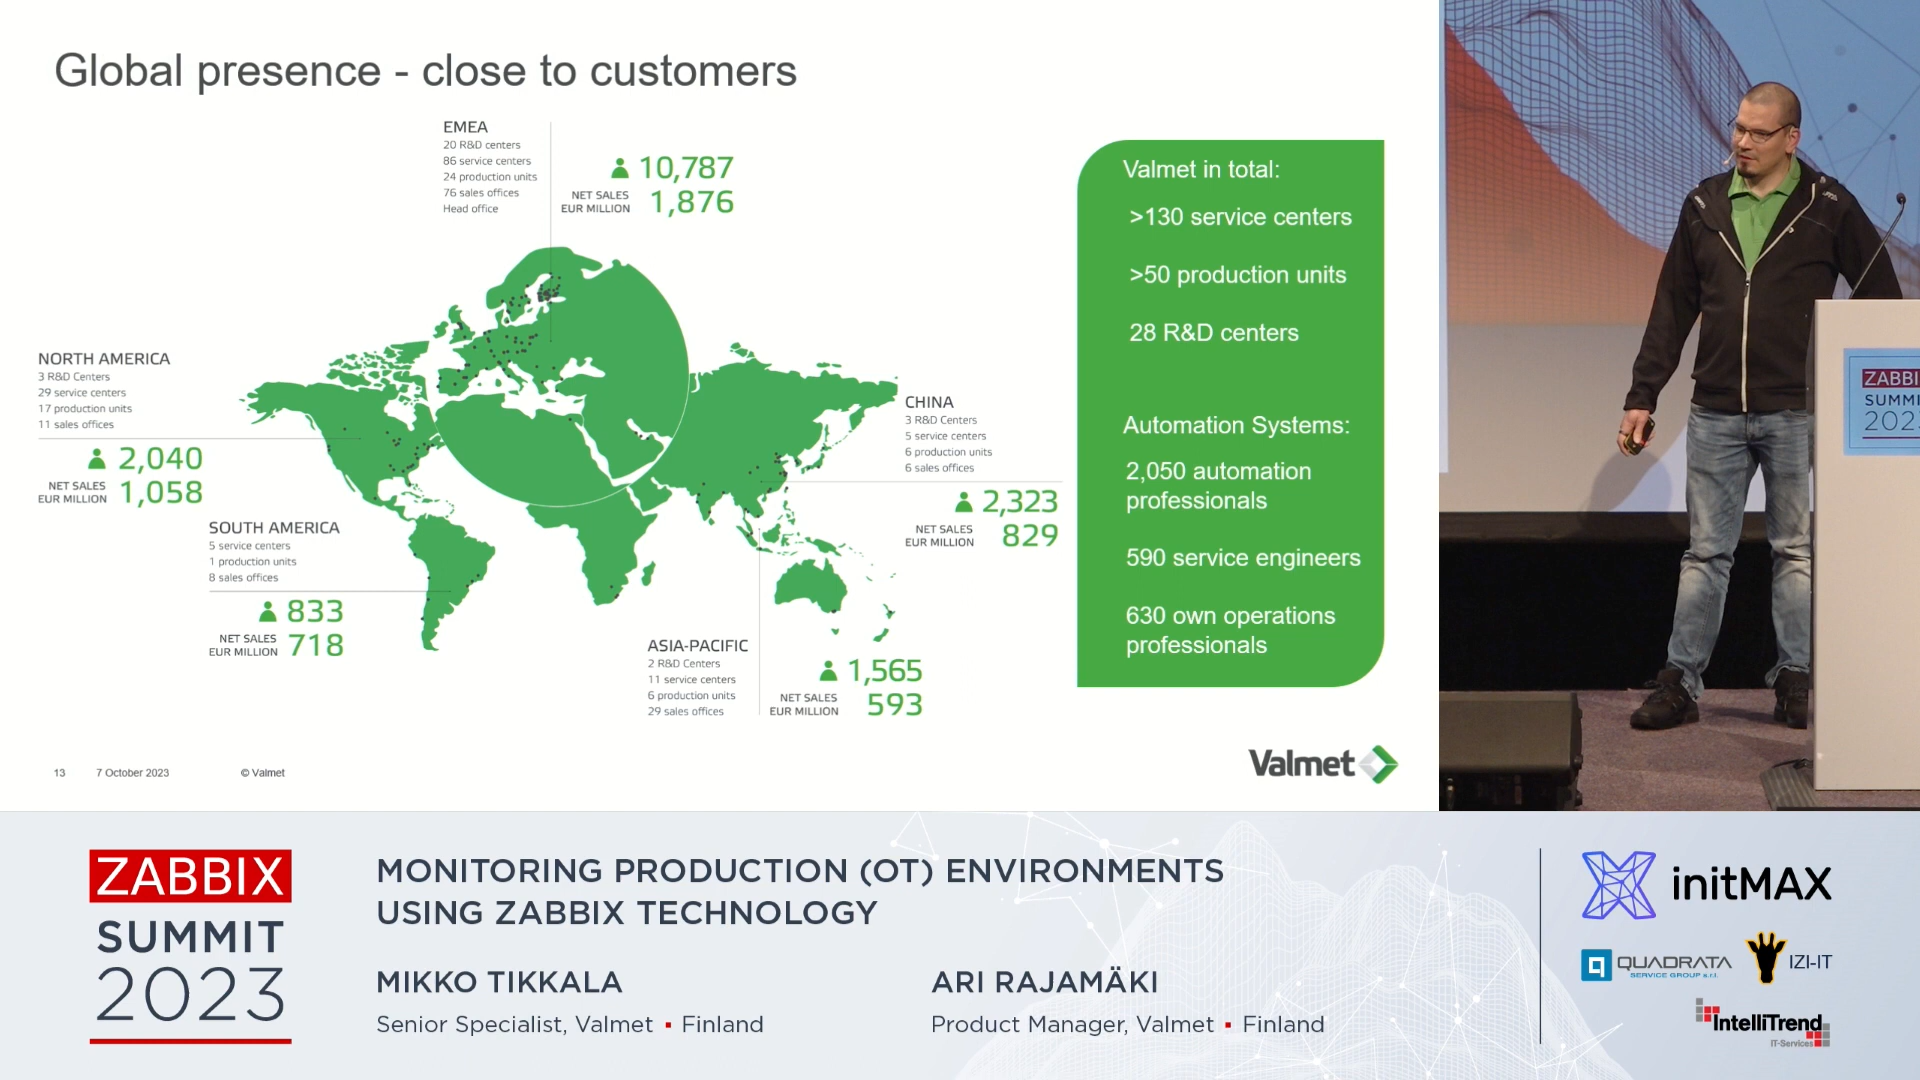 Global presence - close to customers
EMEA
20 R&D centers
86 service centers
24 production units
76 sales offices
Head office
10,787
NET SALES
EUR MILLION
1,876
NORTH AMERICA
3 R&D Centers
29 service centers
17 production units
11 sales offices
2,040
NET SALES
EUR MILLION
1,058
SOUTH AMERICA
5 service centers
1 production units
8 sales offices
833
NET SALES
EUR MILLION
718
CHINA
3 R&D Centers
5 service centers
6 production units
6 sales offices
2,323
NET SALES
EUR MILLION
829
ASIA-PACIFIC
2 R&D Centers
11 service centers
6 production units
29 sales offices
1,565
NET SALES
EUR MILLION
593
Valmet in total:
>130 service centers
>50 production units
28 R&D centers
Automation Systems:
2,050 automation
professionals
590 service engineers
630 own operations
professionals
13 7 October 2023 © Valmet
Valmet
ZABBI
SUMMI
202
ZABBIX
SUMMIT
2023
MONITORING PRODUCTION (OT) ENVIRONMENTS
USING ZABBIX TECHNOLOGY
MIKKO TIKKALA
Senior Specialist, Valmet ▪ Finland
ARI RAJAMÄKI
Product Manager, Valmet ▪ Finland
initMAX
QUADRATA
SERVICE GROUP s.r.l.
IZI-IT
IntelliTrend
IT-Services